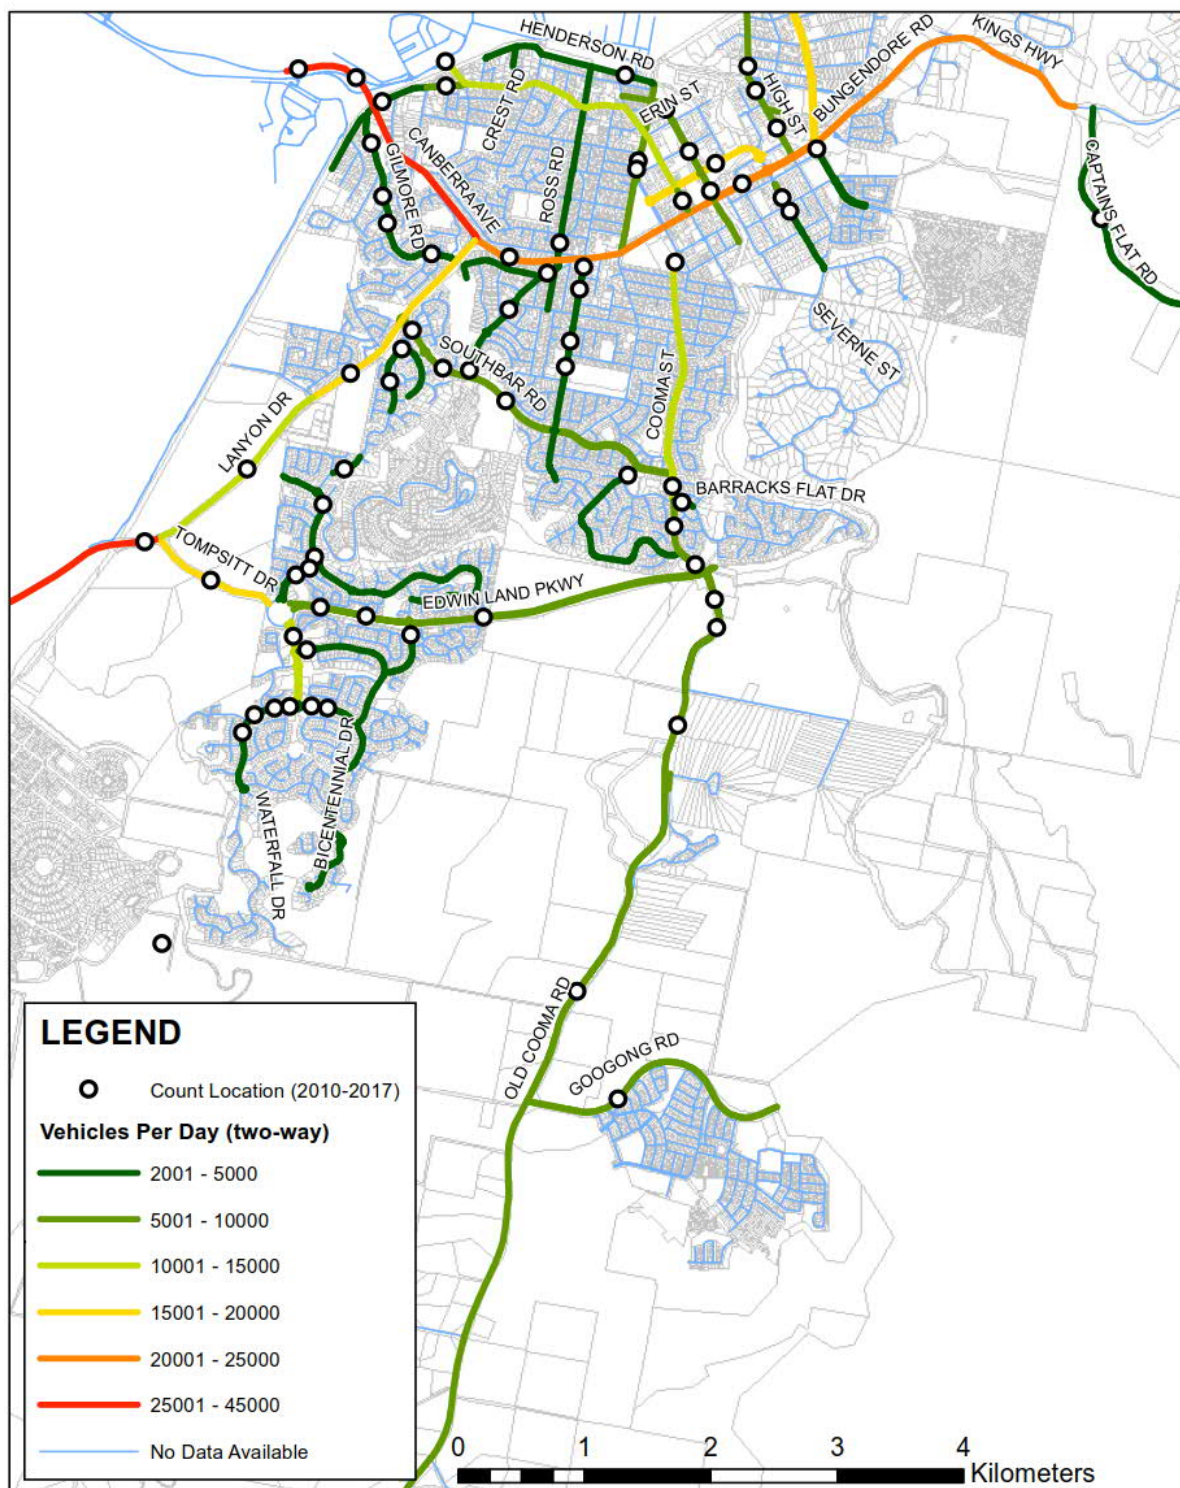 HENDERSON RD
KINGS HWY
BUNGENDORE RD
CREST RD
ERIN ST
HIGH ST
CANBERRA AVE
GILMORE RD
ROSS RD
CAPTAINS FLAT RD
SEVERNE ST
SOUTHBAR RD
COOMA ST
LANYON DR
BARRACKS FLAT DR
TOMPSITT DR
EDWIN LAND PKWY
BICENTENNIAL DR
WATERFALL DR
OLD COOMA RD
GOOGONG RD
LEGEND
Count Location (2010-2017)
Vehicles Per Day (two-way)
2001 - 5000
5001 - 10000
10001 - 15000
15001 - 20000
20001 - 25000
25001 - 45000
No Data Available
0 1 2 3 4
Kilometers